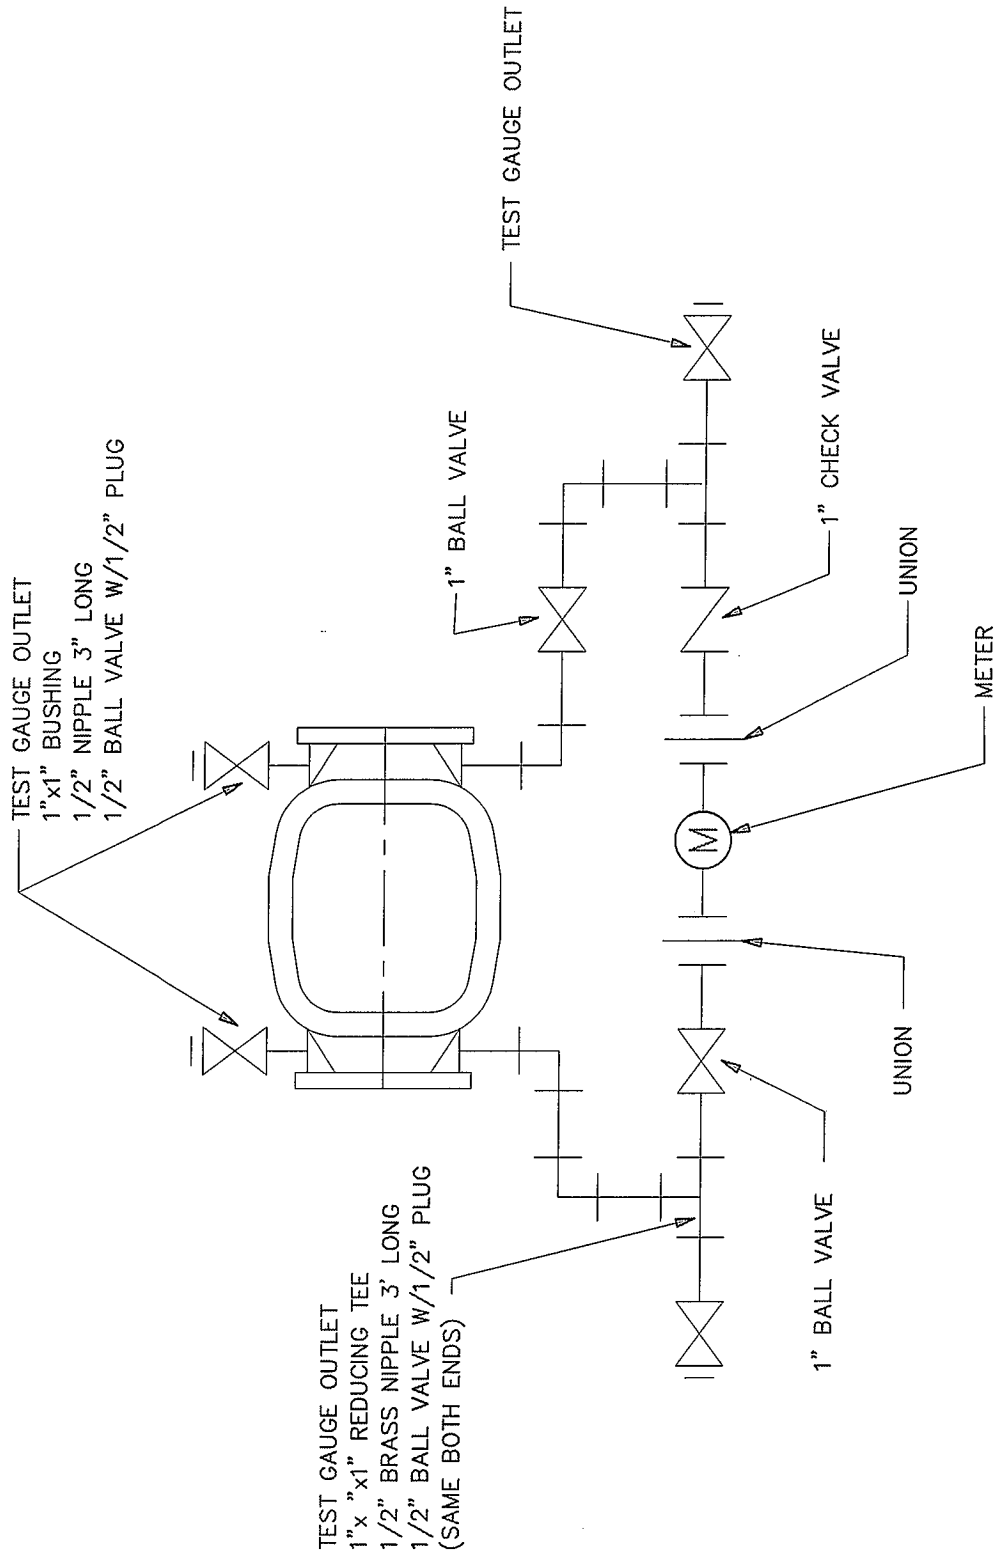 TEST GAUGE OUTLET
1"x1" BUSHING
1/2" NIPPLE 3" LONG
1/2" BALL VALVE W/1/2" PLUG
TEST GAUGE OUTLET
1" BALL VALVE
1" CHECK VALVE
UNION
METER
M
UNION
1" BALL VALVE
TEST GAUGE OUTLET
1"x "x1" REDUCING TEE
1/2" BRASS NIPPLE 3' LONG
1/2" BALL VALVE W/1/2" PLUG
(SAME BOTH ENDS)